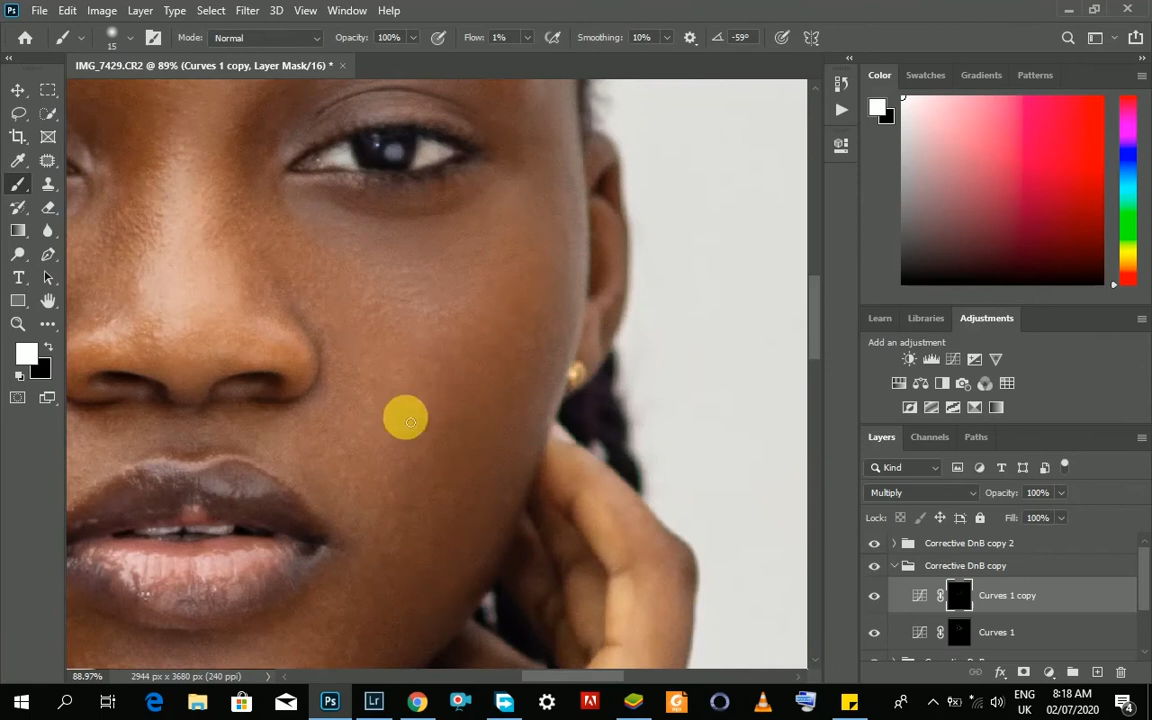 Ps File Edit Image Layer Type Select Filter 3D View Window Help
15 Mode: Normal Opacity: 100% Flow: 1% Smoothing: 10% -59°
IMG_7429.CR2 @ 89% (Curves 1 copy, Layer Mask/16) *
Color Swatches Gradients Patterns
Learn Libraries Adjustments
Add an adjustment
Layers Channels Paths
Kind
Multiply Opacity: 100%
Lock: Fill: 100%
Corrective DnB copy 2
Corrective DnB copy
Curves 1 copy
Curves 1
88.97% 2944 px x 3680 px (240 ppi)
Ps Lr ENG UK 8:18 AM 02/07/2020 4